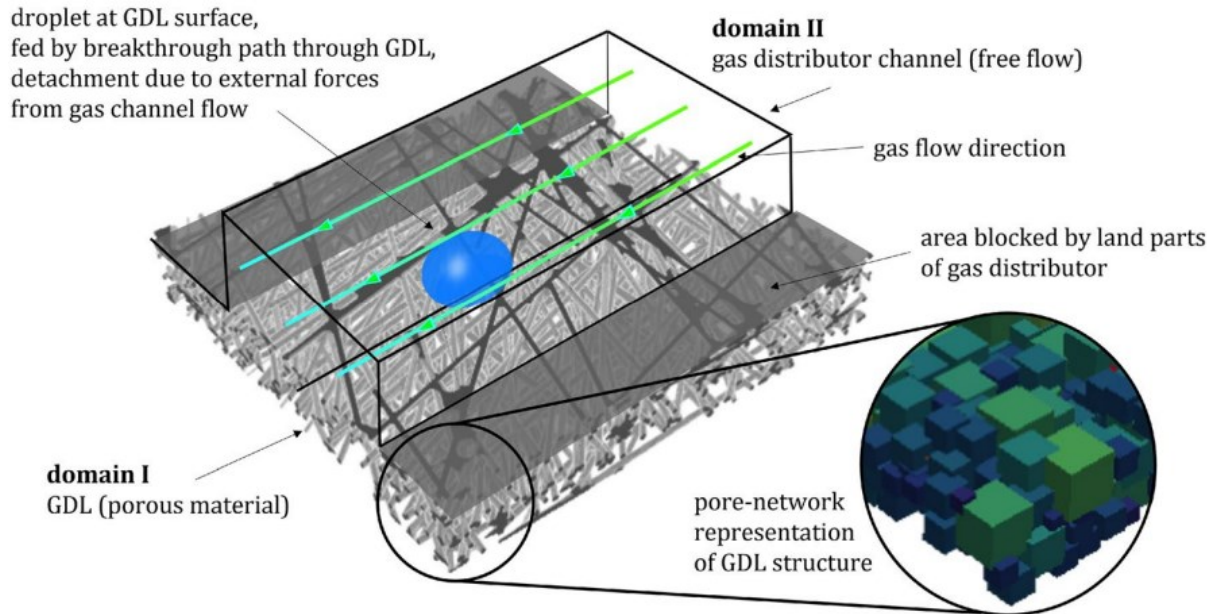 droplet at GDL surface,
fed by breakthrough path through GDL,
detachment due to external forces
from gas channel flow
domain II
gas distributor channel (free flow)
gas flow direction
area blocked by land parts
of gas distributor
domain I
GDL (porous material)
pore-network
representation
of GDL structure